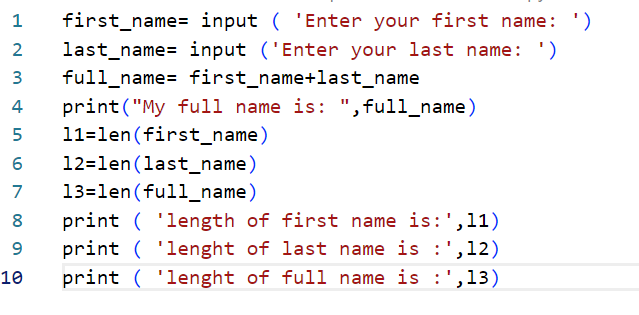 1 first_name= input ( 'Enter your first name: ')
2 last_name= input ('Enter your last name: ')
3 full_name= first_name+last_name
4 print("My full name is: ",full_name)
5 l1=len(first_name)
6 l2=len(last_name)
7 l3=len(full_name)
8 print ( 'length of first name is:',l1)
9 print ( 'lenght of last name is :',l2)
10 print ( 'lenght of full name is :',l3)